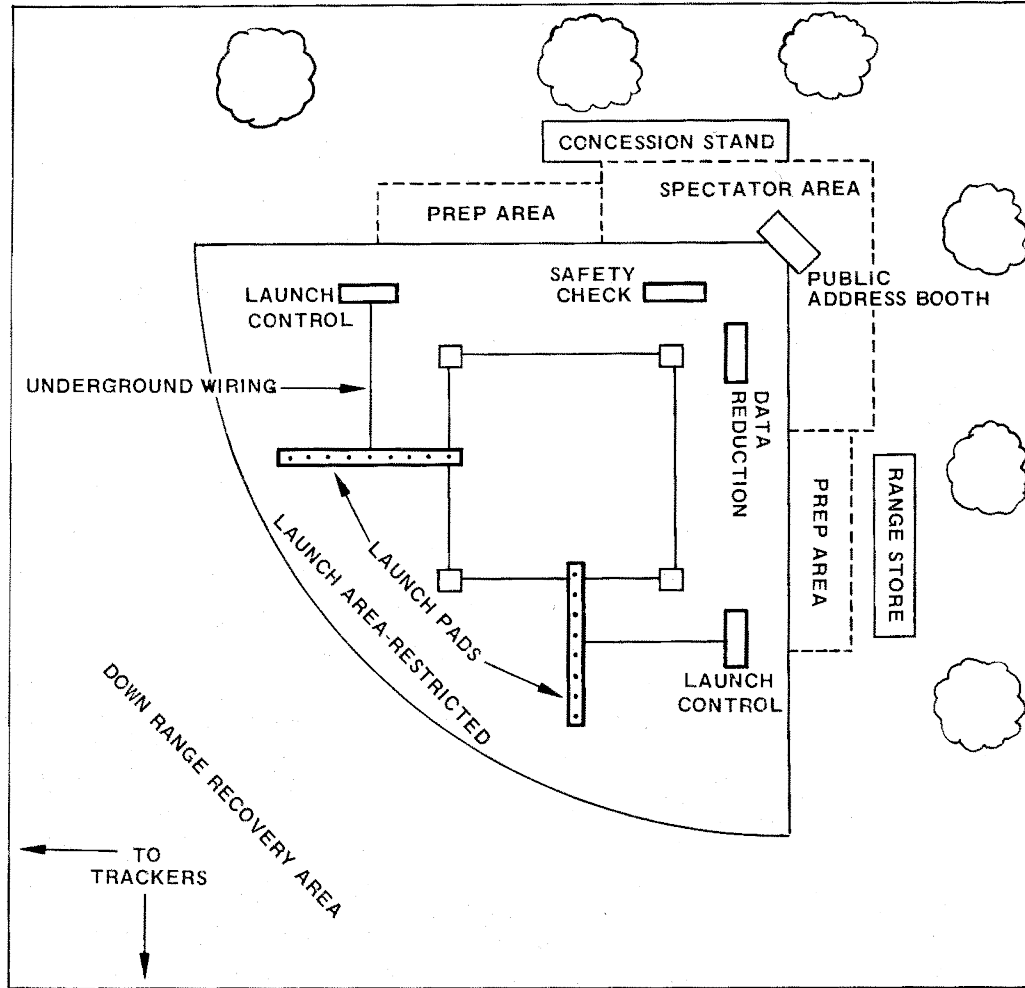 CONCESSION STAND
SPECTATOR AREA
PREP AREA
PUBLIC
ADDRESS BOOTH
LAUNCH
CONTROL
SAFETY
CHECK
UNDERGROUND WIRING
DATA
REDUCTION
PREP AREA
RANGE STORE
LAUNCH PADS
LAUNCH AREA-RESTRICTED
LAUNCH
CONTROL
DOWN RANGE RECOVERY AREA
TO
TRACKERS